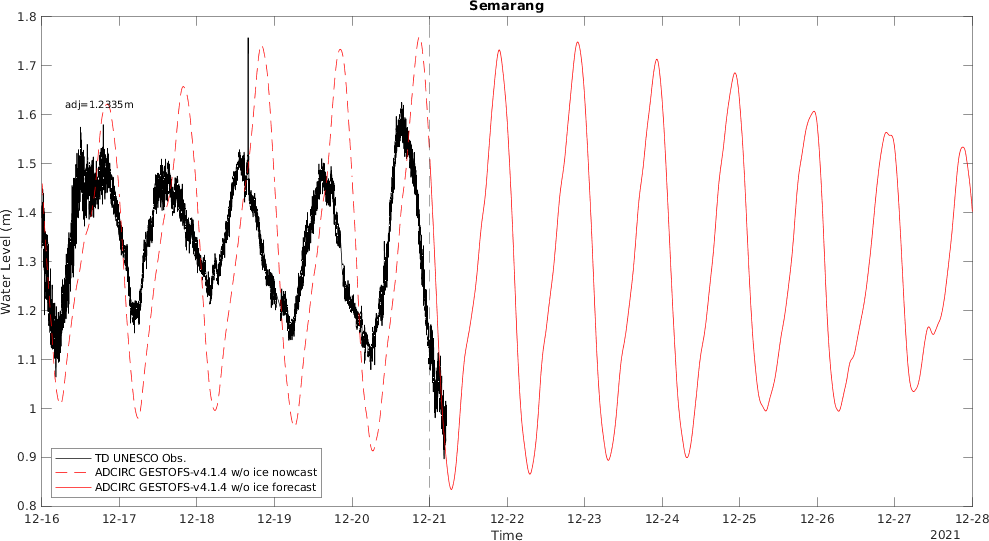 Semarang
1.8
1.7
1.6
1.5
1.4
1.3
1.2
1.1
1
0.9
0.8
Water Level (m)
adj=1.2335m
TD UNESCO Obs.
ADCIRC GESTOFS-v4.1.4 w/o ice nowcast
ADCIRC GESTOFS-v4.1.4 w/o ice forecast
12-16 12-17 12-18 12-19 12-20 12-21 12-22 12-23 12-24 12-25 12-26 12-27 12-28
Time
2021